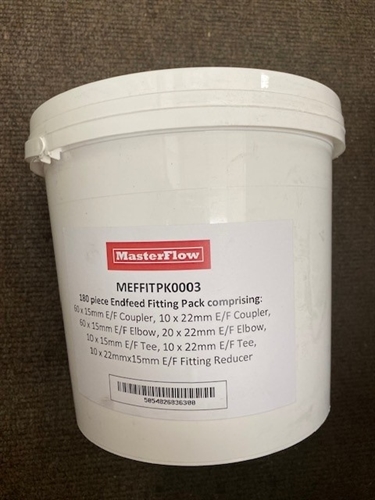 MasterFlow
MEFFITPK0003
180 piece Endfeed Fitting Pack comprising:
60 x 15mm E/F Coupler, 10 x 22mm E/F Coupler,
60 x 15mm E/F Elbow, 20 x 22mm E/F Elbow,
10 x 15mm E/F Tee, 10 x 22mm E/F Tee,
10 x 22mmx15mm E/F Fitting Reducer
5054826836300